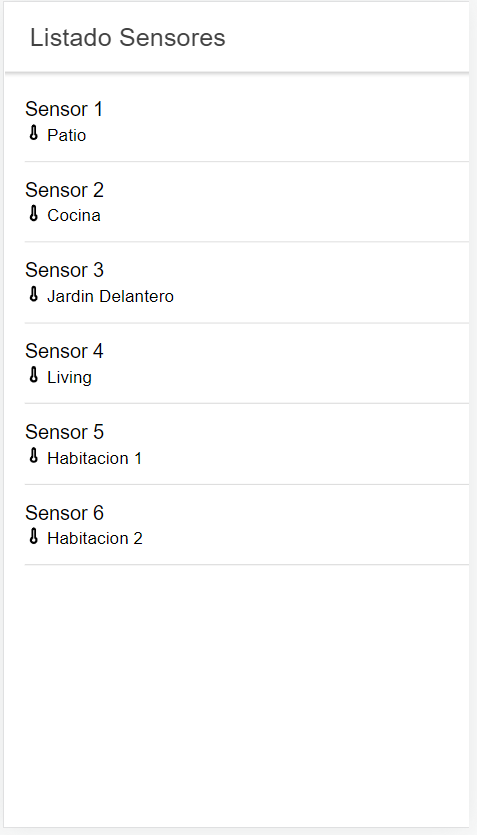 Listado Sensores
Sensor 1
Patio
Sensor 2
Cocina
Sensor 3
Jardin Delantero
Sensor 4
Living
Sensor 5
Habitacion 1
Sensor 6
Habitacion 2